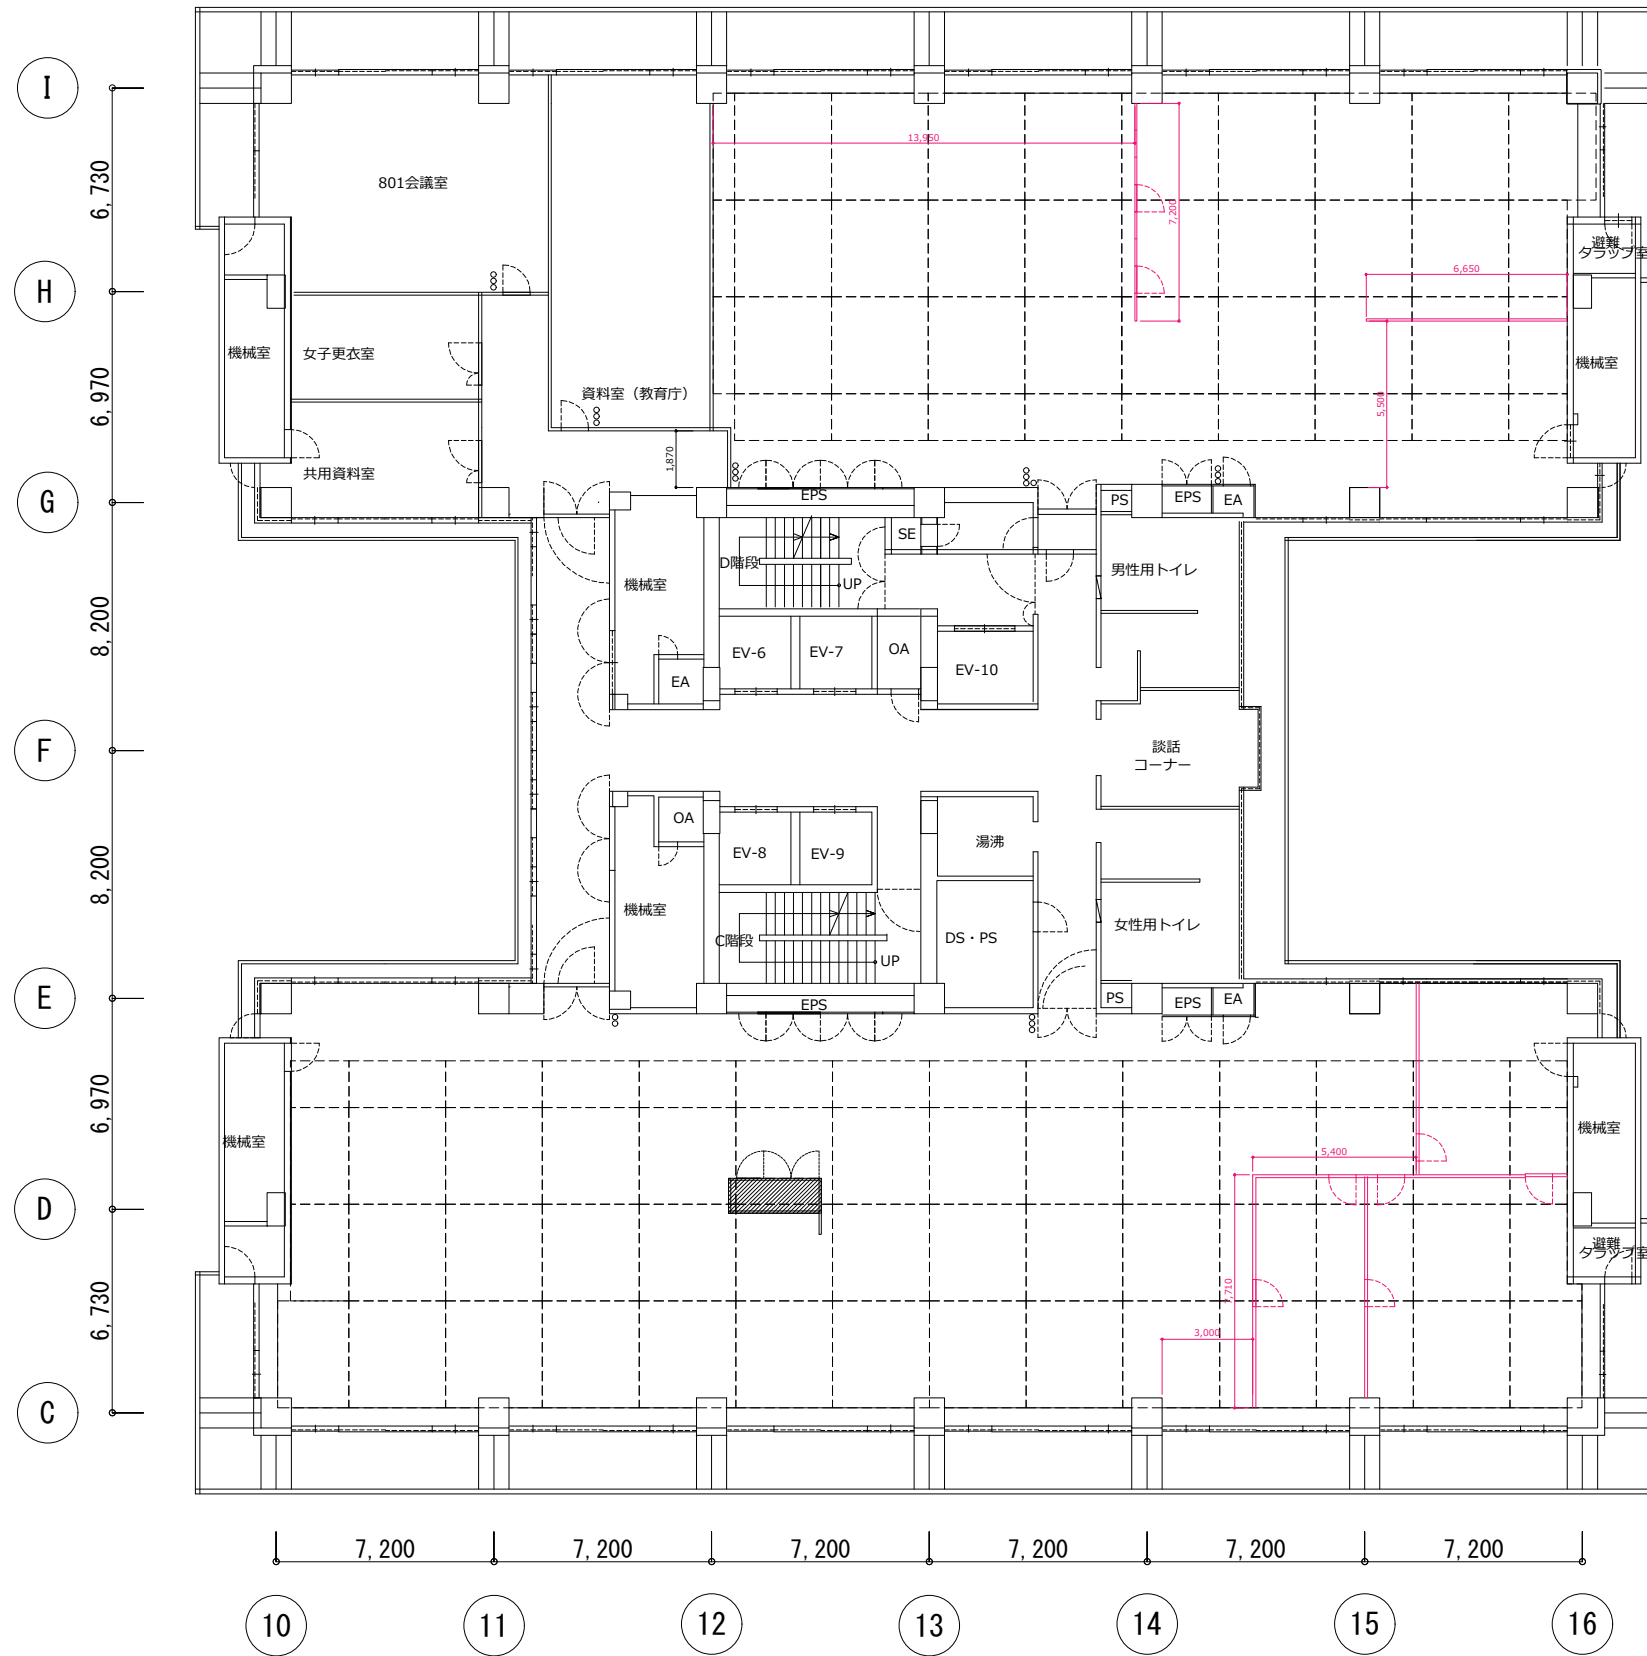 I
6,730
H
6,970
G
8,200
F
8,200
E
6,970
D
6,730
C
801会議室
13,950
7,200
避難
タラップ室
6,650
機械室
女子更衣室
機械室
資料室（教育庁）
5,500
1,870
共用資料室
EPS
PS
EPS
EA
SE
D階段
UP
機械室
男性用トイレ
EV-6
EV-7
OA
EV-10
EA
談話
コーナー
OA
EV-8
EV-9
湯沸
機械室
C階段
UP
DS・PS
女性用トイレ
EPS
PS
EPS
EA
機械室
機械室
5,400
避難
タラップ室
7,710
3,000
7,200
7,200
7,200
7,200
7,200
7,200
10
11
12
13
14
15
16